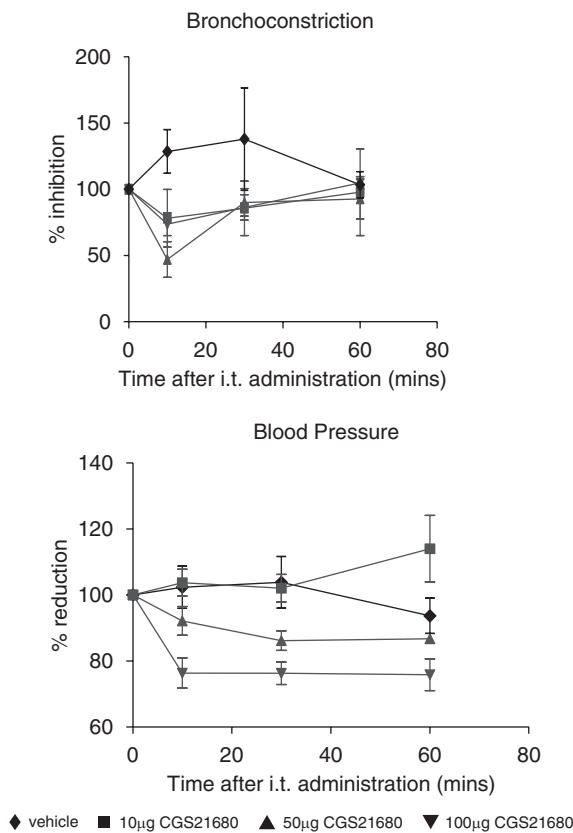 Bronchoconstriction
200
150
100
50
0
% inhibition
0 20 40 60 80
Time after i.t. administration (mins)
Blood Pressure
140
120
100
80
60
% reduction
0 20 40 60 80
Time after i.t. administration (mins)
vehicle 10µg CGS21680 50µg CGS21680 100µg CGS21680